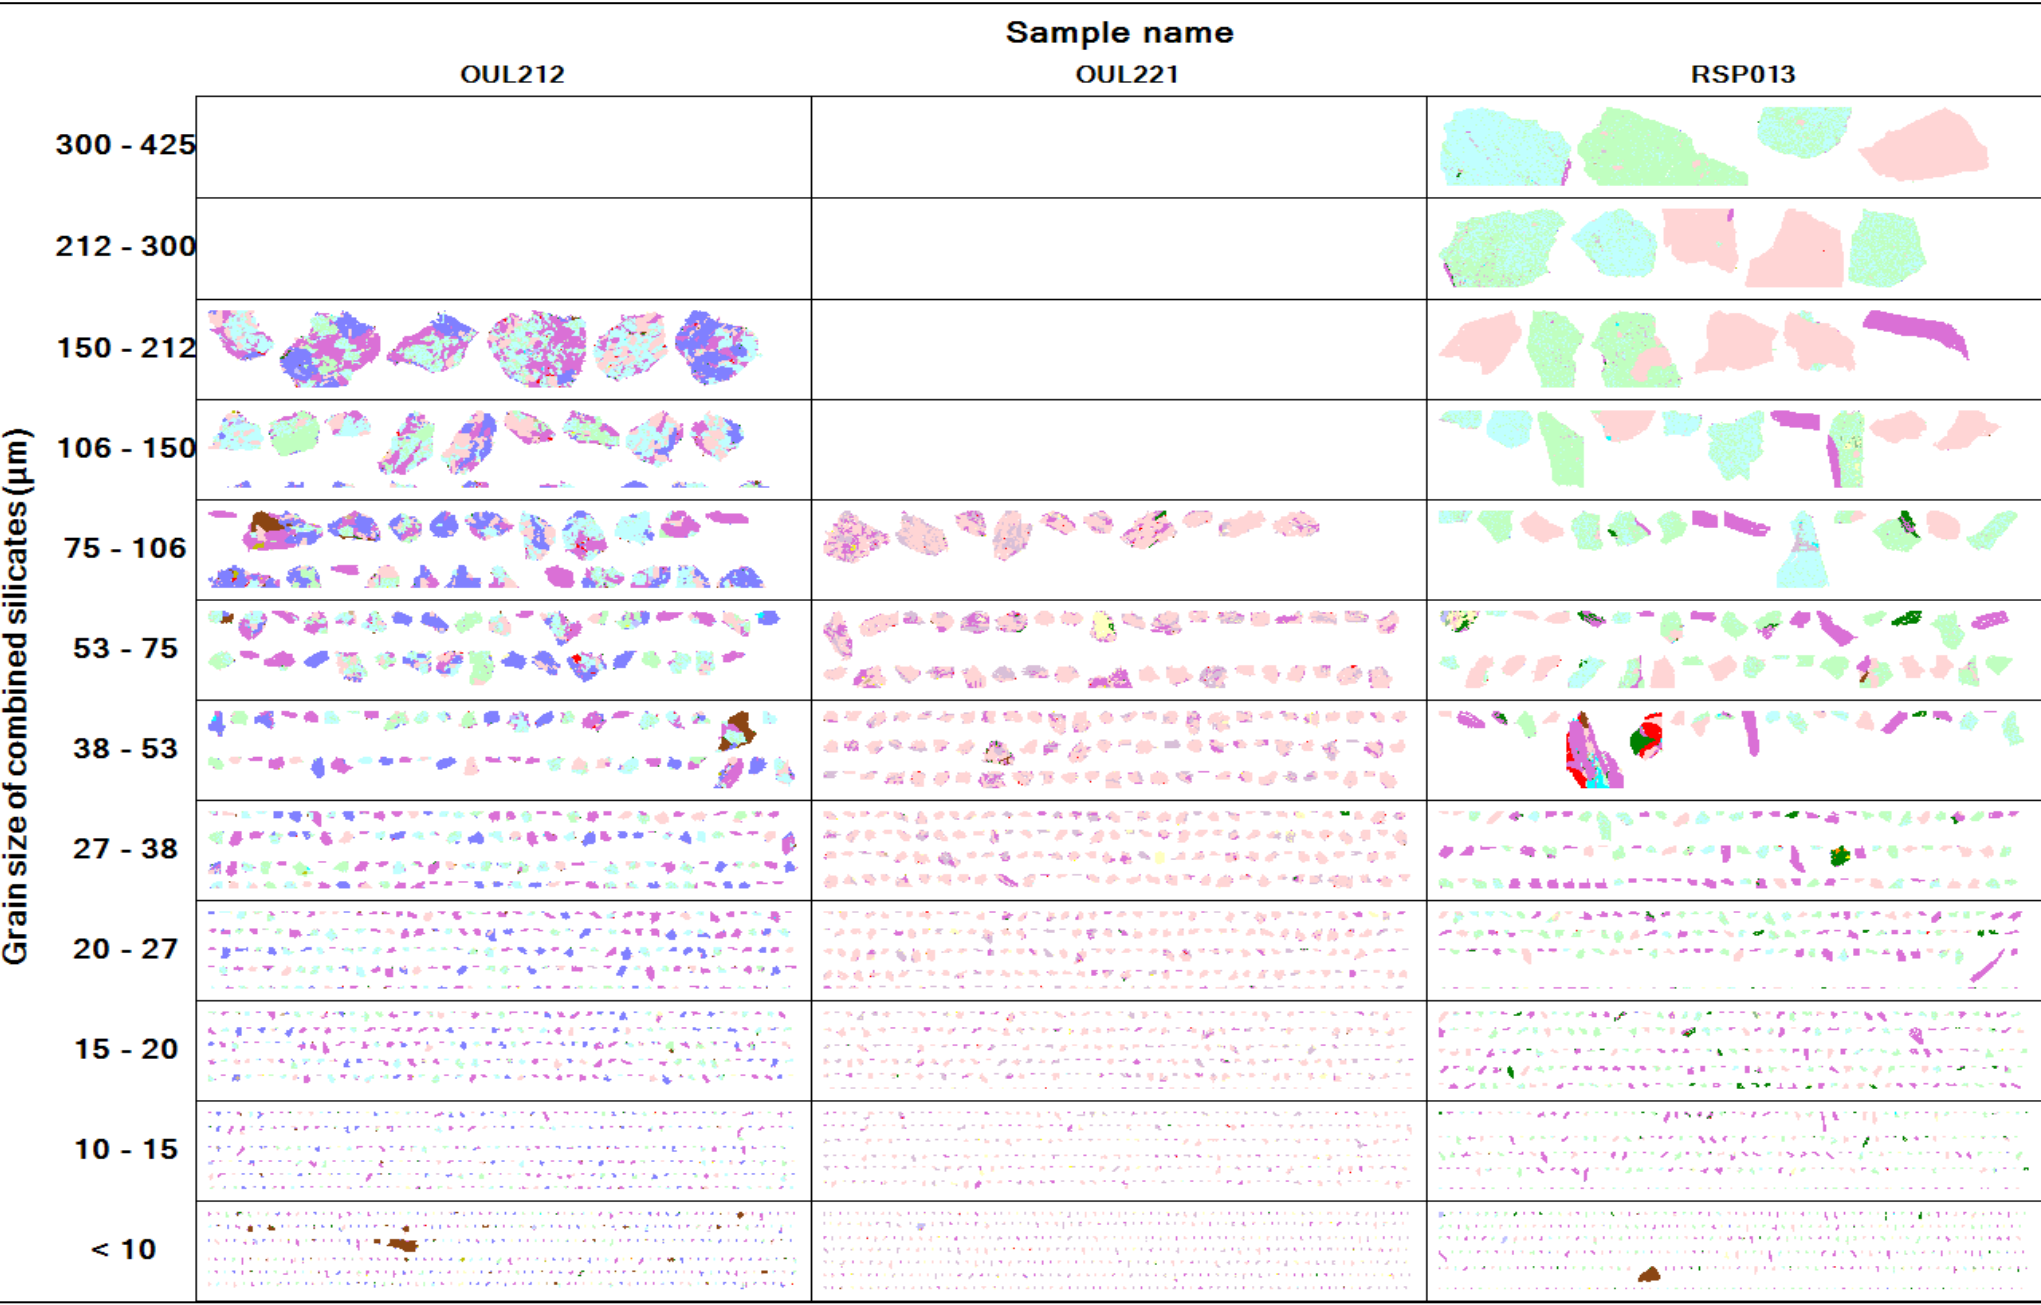 Sample name
OUL212 OUL221 RSP013
Grain size of combined silicates (µm)
300 - 425
212 - 300
150 - 212
106 - 150
75 - 106
53 - 75
38 - 53
27 - 38
20 - 27
15 - 20
10 - 15
< 10